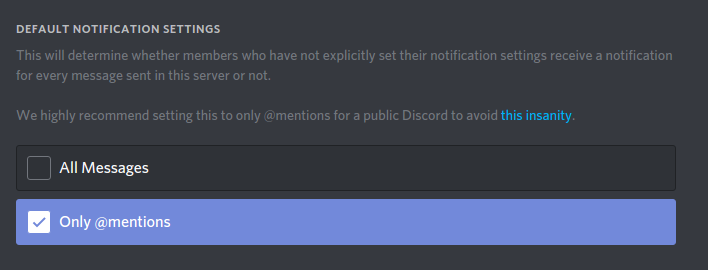 DEFAULT NOTIFICATION SETTINGS
This will determine whether members who have not explicitly set their notification settings receive a notification
for every message sent in this server or not.
We highly recommend setting this to only @mentions for a public Discord to avoid this insanity.
All Messages
Only @mentions